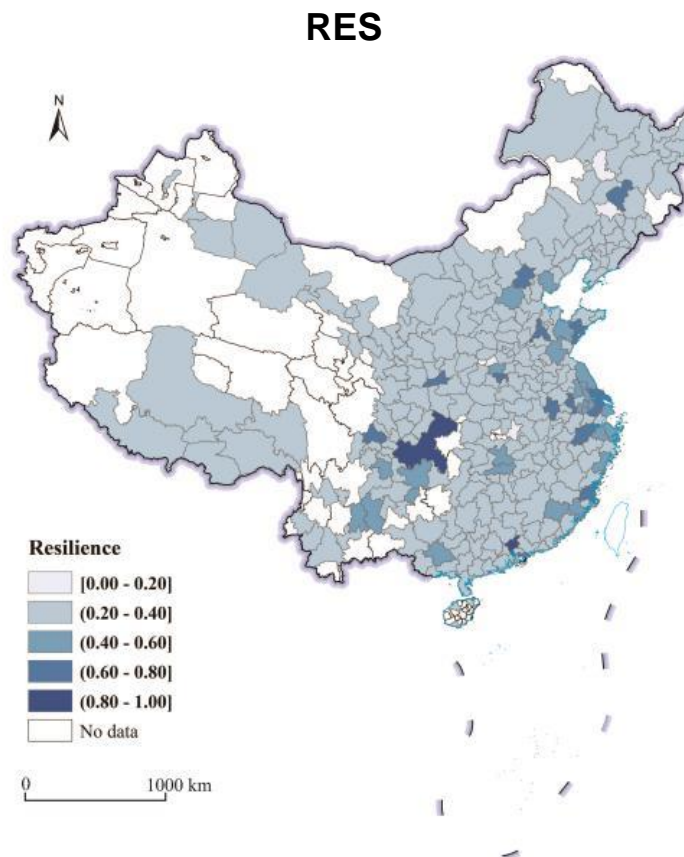 RES
N
Resilience
[0.00 - 0.20]
(0.20 - 0.40]
(0.40 - 0.60]
(0.60 - 0.80]
(0.80 - 1.00]
No data
0 1000 km